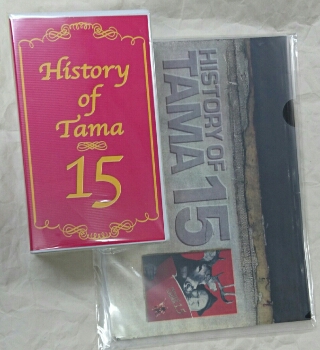 History
of
Tama
15
HISTORY OF
TAMA 15